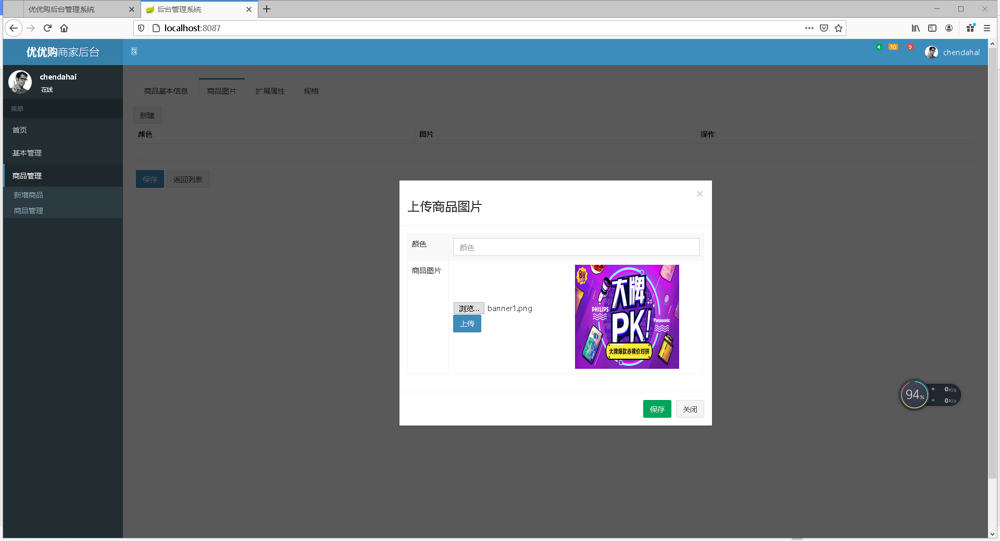 优优购后台管理系统
后台管理系统
localhost:8087
优优购商家后台
4
10
9
chendahai
chendahai
在线
菜单
首页
基本管理
商品管理
新增商品
商品管理
商品基本信息
商品图片
扩展属性
规格
新建
颜色
图片
操作
保存
返回列表
上传商品图片
×
颜色
颜色
商品图片
浏览...
banner1.png
上传
大牌
PHILIPS
PK!
Panasonic
大牌爆款赤裸价对拼
保存
关闭
94%
0K/s
0K/s